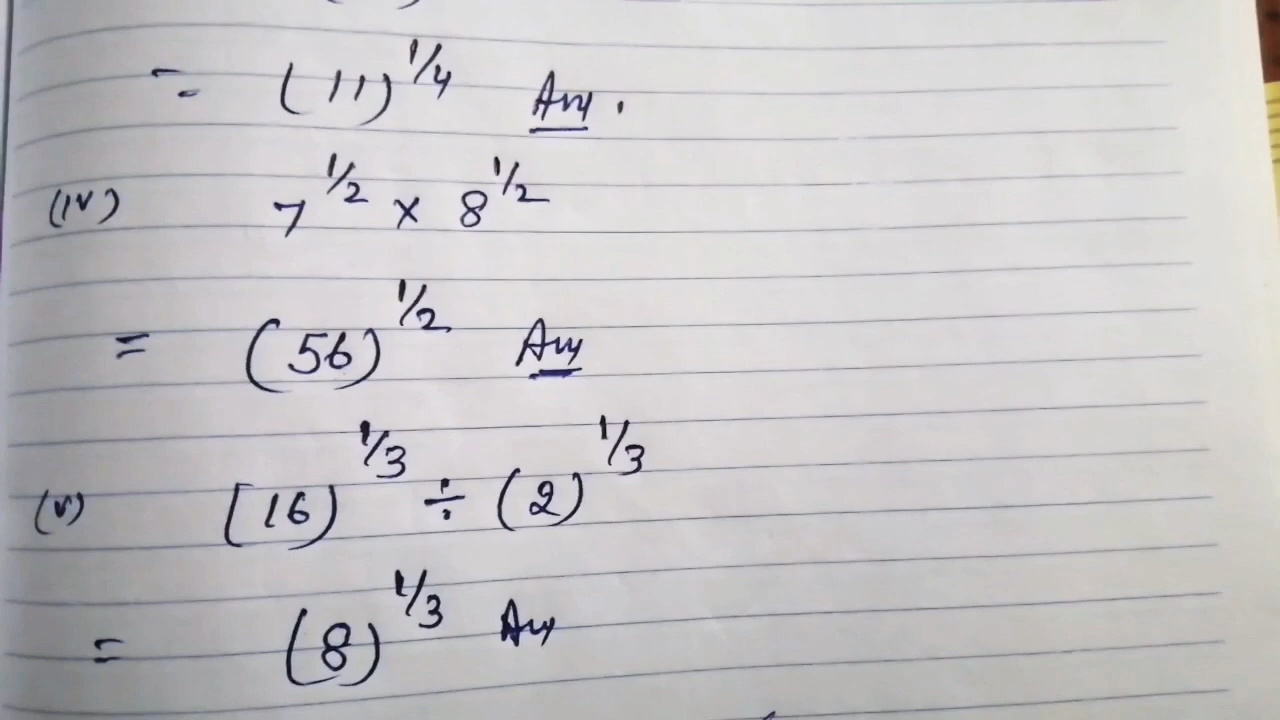 = (11)^1/4 Ans.
(iv) 7^1/2 × 8^1/2
= (56)^1/2 Ans
(v) [16)^1/3 ÷ (2)^1/3
= (8)^1/3 Ans